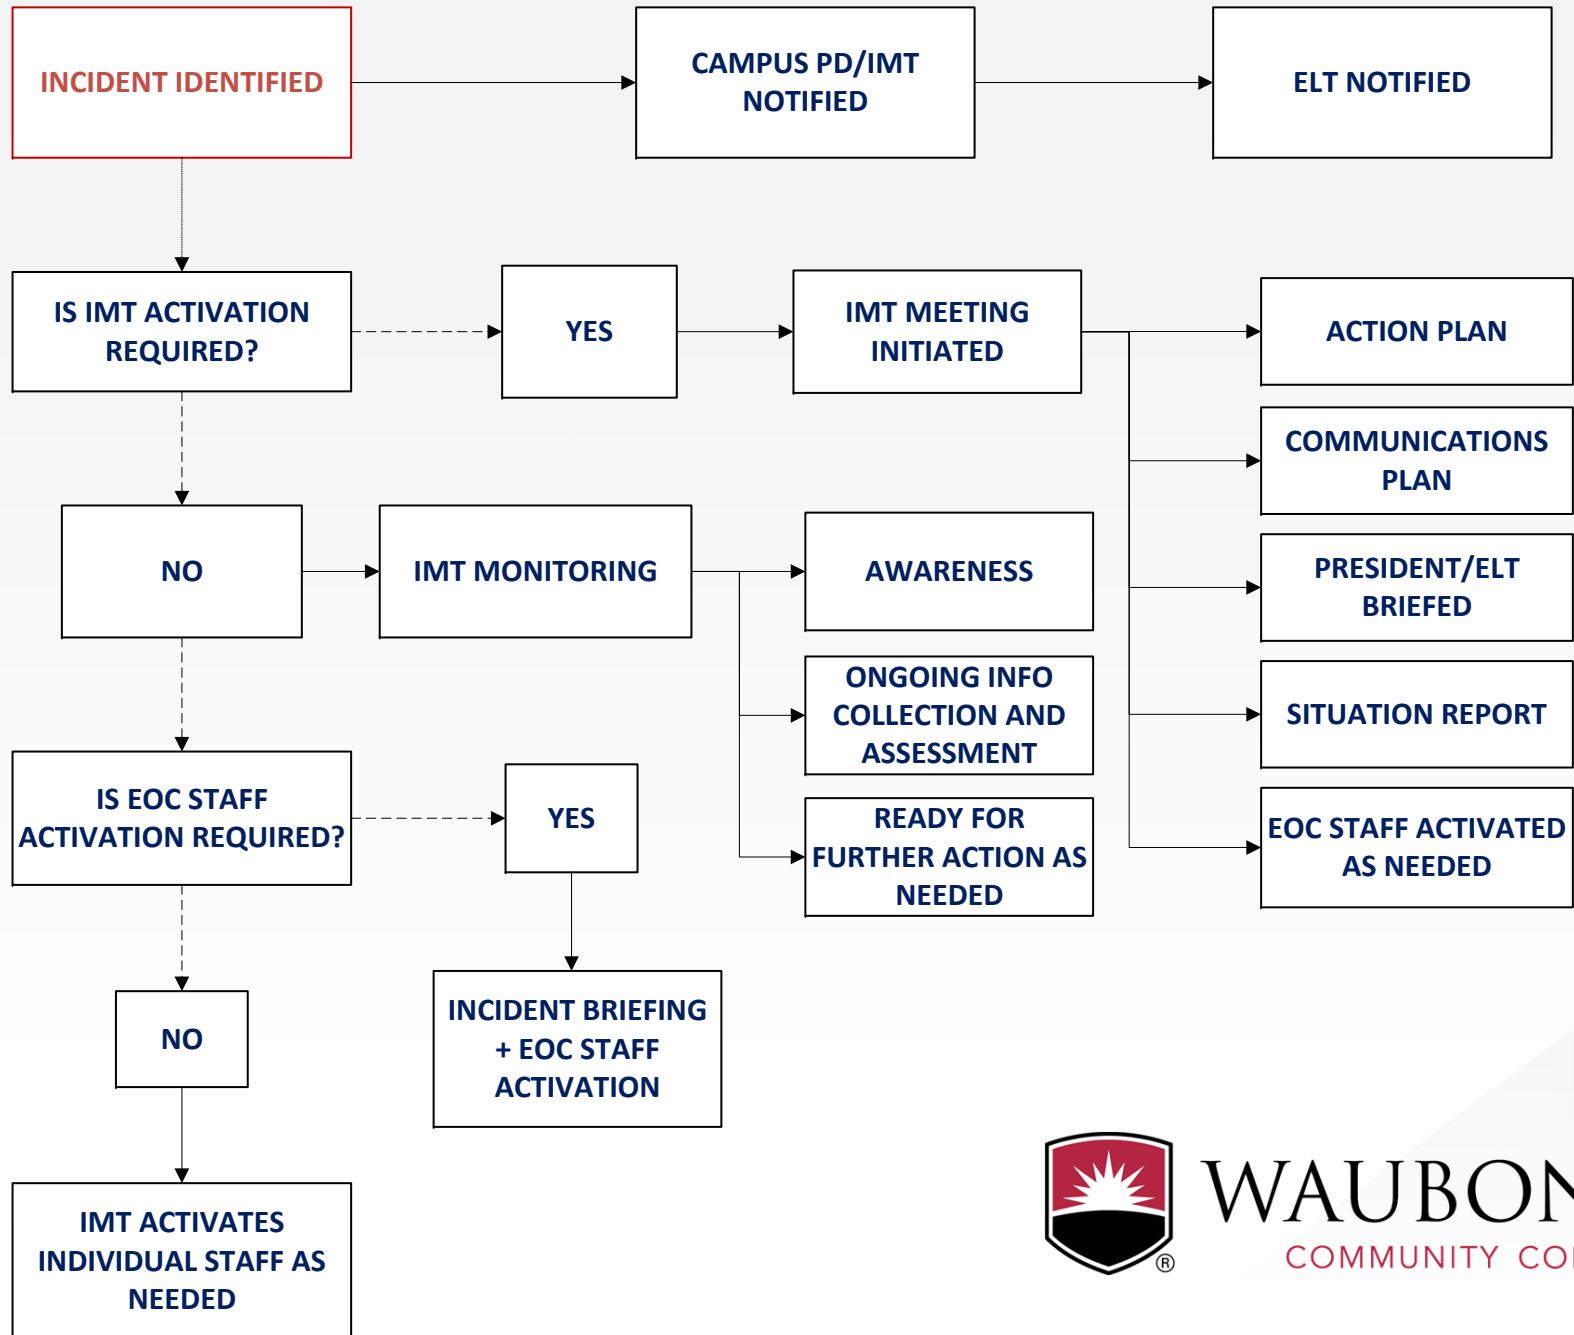 INCIDENT IDENTIFIED
CAMPUS PD/IMT
NOTIFIED
ELT NOTIFIED
IS IMT ACTIVATION
REQUIRED?
YES
IMT MEETING
INITIATED
ACTION PLAN
COMMUNICATIONS
PLAN
NO
IMT MONITORING
AWARENESS
PRESIDENT/ELT
BRIEFED
ONGOING INFO
COLLECTION AND
ASSESSMENT
SITUATION REPORT
IS EOC STAFF
ACTIVATION REQUIRED?
YES
READY FOR
FURTHER ACTION AS
NEEDED
EOC STAFF ACTIVATED
AS NEEDED
NO
INCIDENT BRIEFING
+ EOC STAFF
ACTIVATION
IMT ACTIVATES
INDIVIDUAL STAFF AS
NEEDED
®
WAUBON
COMMUNITY CO